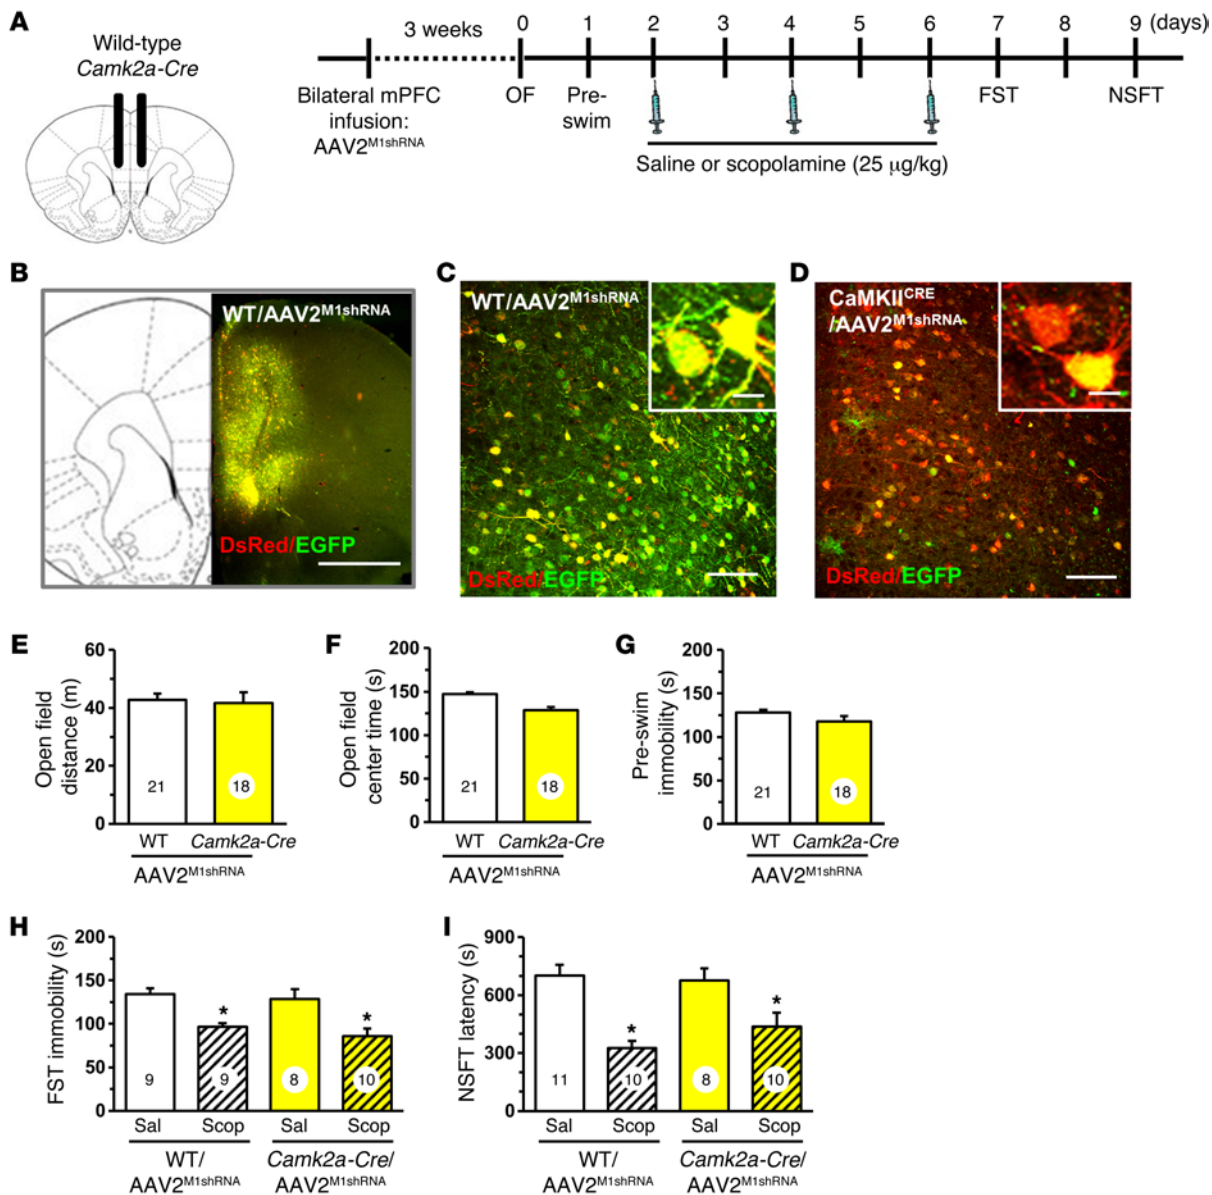 A
Wild-type
Camk2a-Cre
3 weeks
0 1 2 3 4 5 6 7 8 9 (days)
Bilateral mPFC
infusion:
AAV2M1shRNA
OF
Pre-
swim
FST
NSFT
Saline or scopolamine (25 µg/kg)
B
WT/AAV2M1shRNA
DsRed/EGFP
C
WT/AAV2M1shRNA
DsRed/EGFP
D
CaMKIICRE
/AAV2M1shRNA
DsRed/EGFP
E
Open field
distance (m)
60
40
20
0
21 18
WT Camk2a-Cre
AAV2M1shRNA
F
Open field
center time (s)
200
150
100
50
0
21 18
WT Camk2a-Cre
AAV2M1shRNA
G
Pre-swim
immobility (s)
200
150
100
50
0
21 18
WT Camk2a-Cre
AAV2M1shRNA
H
FST immobility (s)
200
150
100
50
0
* *
9 9 8 10
Sal Scop Sal Scop
WT/
AAV2M1shRNA
Camk2a-Cre/
AAV2M1shRNA
I
NSFT latency (s)
900
600
300
0
* *
11 10 8 10
Sal Scop Sal Scop
WT/
AAV2M1shRNA
Camk2a-Cre/
AAV2M1shRNA